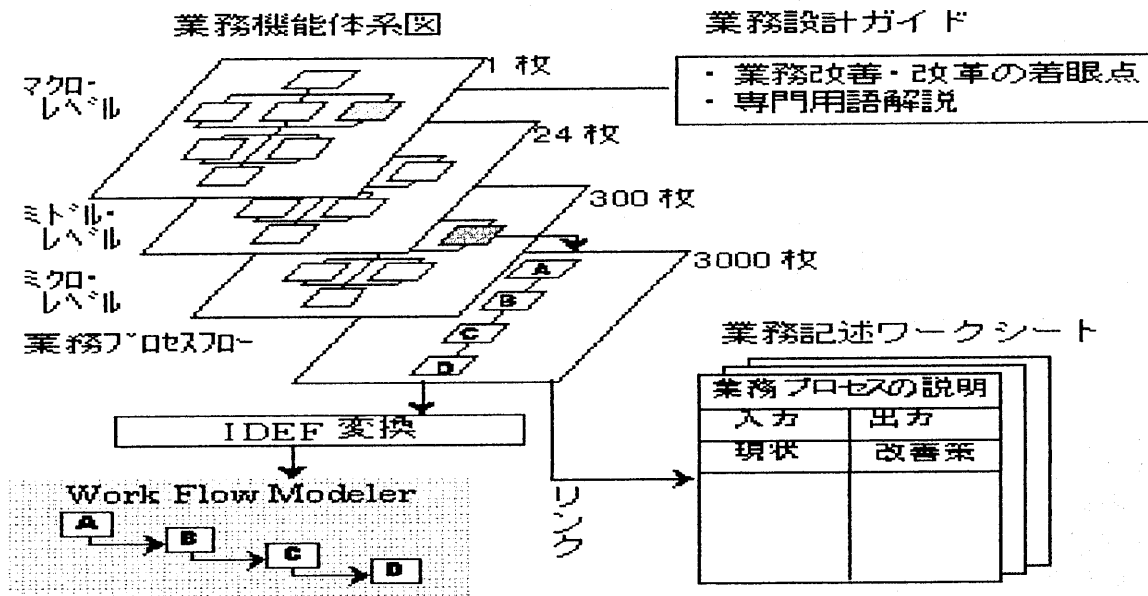 業務機能体系図
業務設計ガイド
1 枚
・ 業務改善・改革の着眼点
・ 専門用語解説
マクロー
レベル
24 枚
ミドル・
レベル
300 枚
ミクロー
レベル
3000 枚
業務プロセスフロー
A
B
C
D
業務記述ワークシート
業務プロセスの説明
入力 出力
現状 改善策
IDEF 変換
リンク
Work Flow Modeler
A
B
C
D